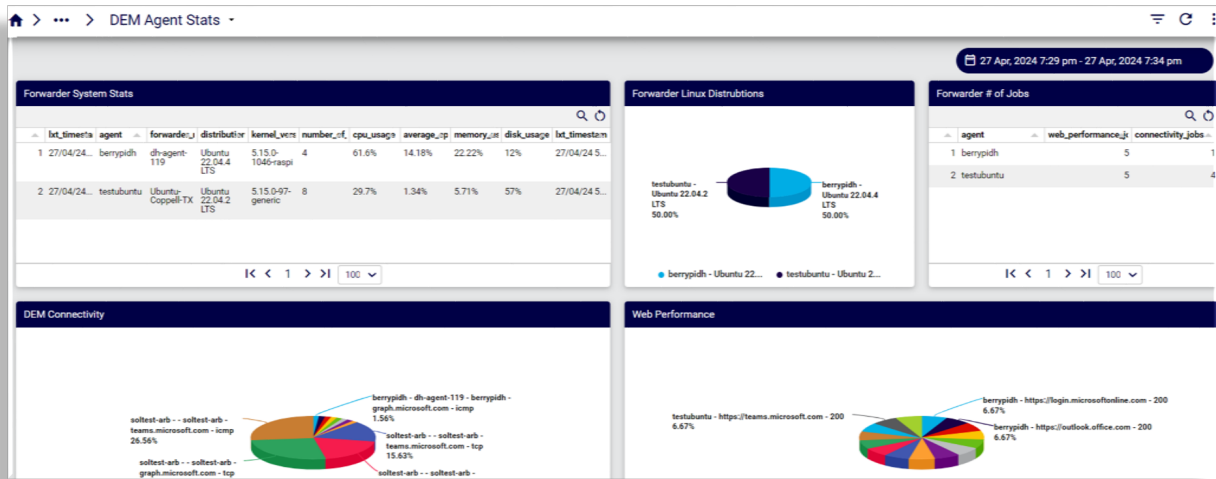 DEM Agent Stats
27 Apr, 2024 7:29 pm - 27 Apr, 2024 7:34 pm
Forwarder System Stats
lxt_timesta agent forwarder_ distributior kernel_vers number_of_ cpu_usage average_cp memory_us disk_usage lxt_timestam
1 27/04/24... berrypidh dh-agent-119 Ubuntu 22.04.4 LTS 5.15.0-1046-raspi 4 61.6% 14.18% 22.22% 12% 27/04/24 5...
2 27/04/24... testubuntu Ubuntu-Coppell-TX Ubuntu 22.04.2 LTS 5.15.0-97-generic 8 29.7% 1.34% 5.71% 57% 27/04/24 5...
1 100
Forwarder Linux Distrubtions
testubuntu -
Ubuntu 22.04.2
LTS
50.00%
berrypidh -
Ubuntu 22.04.4
LTS
50.00%
berrypidh - Ubuntu 22... testubuntu - Ubuntu 2...
Forwarder # of Jobs
agent web_performance_jc connectivity_jobs
1 berrypidh 5 1
2 testubuntu 5 4
1 100
DEM Connectivity
soltest-arb - - soltest-arb -
teams.microsoft.com - icmp
26.56%
soltest-arb - - soltest-arb -
graph.microsoft.com - tcp
berrypidh - dh-agent-119 - berrypidh -
graph.microsoft.com - icmp
1.56%
soltest-arb - - soltest-arb -
teams.microsoft.com - tcp
15.63%
soltest-arb - - soltest-arb -
Web Performance
testubuntu - https://teams.microsoft.com - 200
6.67%
berrypidh - https://login.microsoftonline.com - 200
6.67%
berrypidh - https://outlook.office.com - 200
6.67%